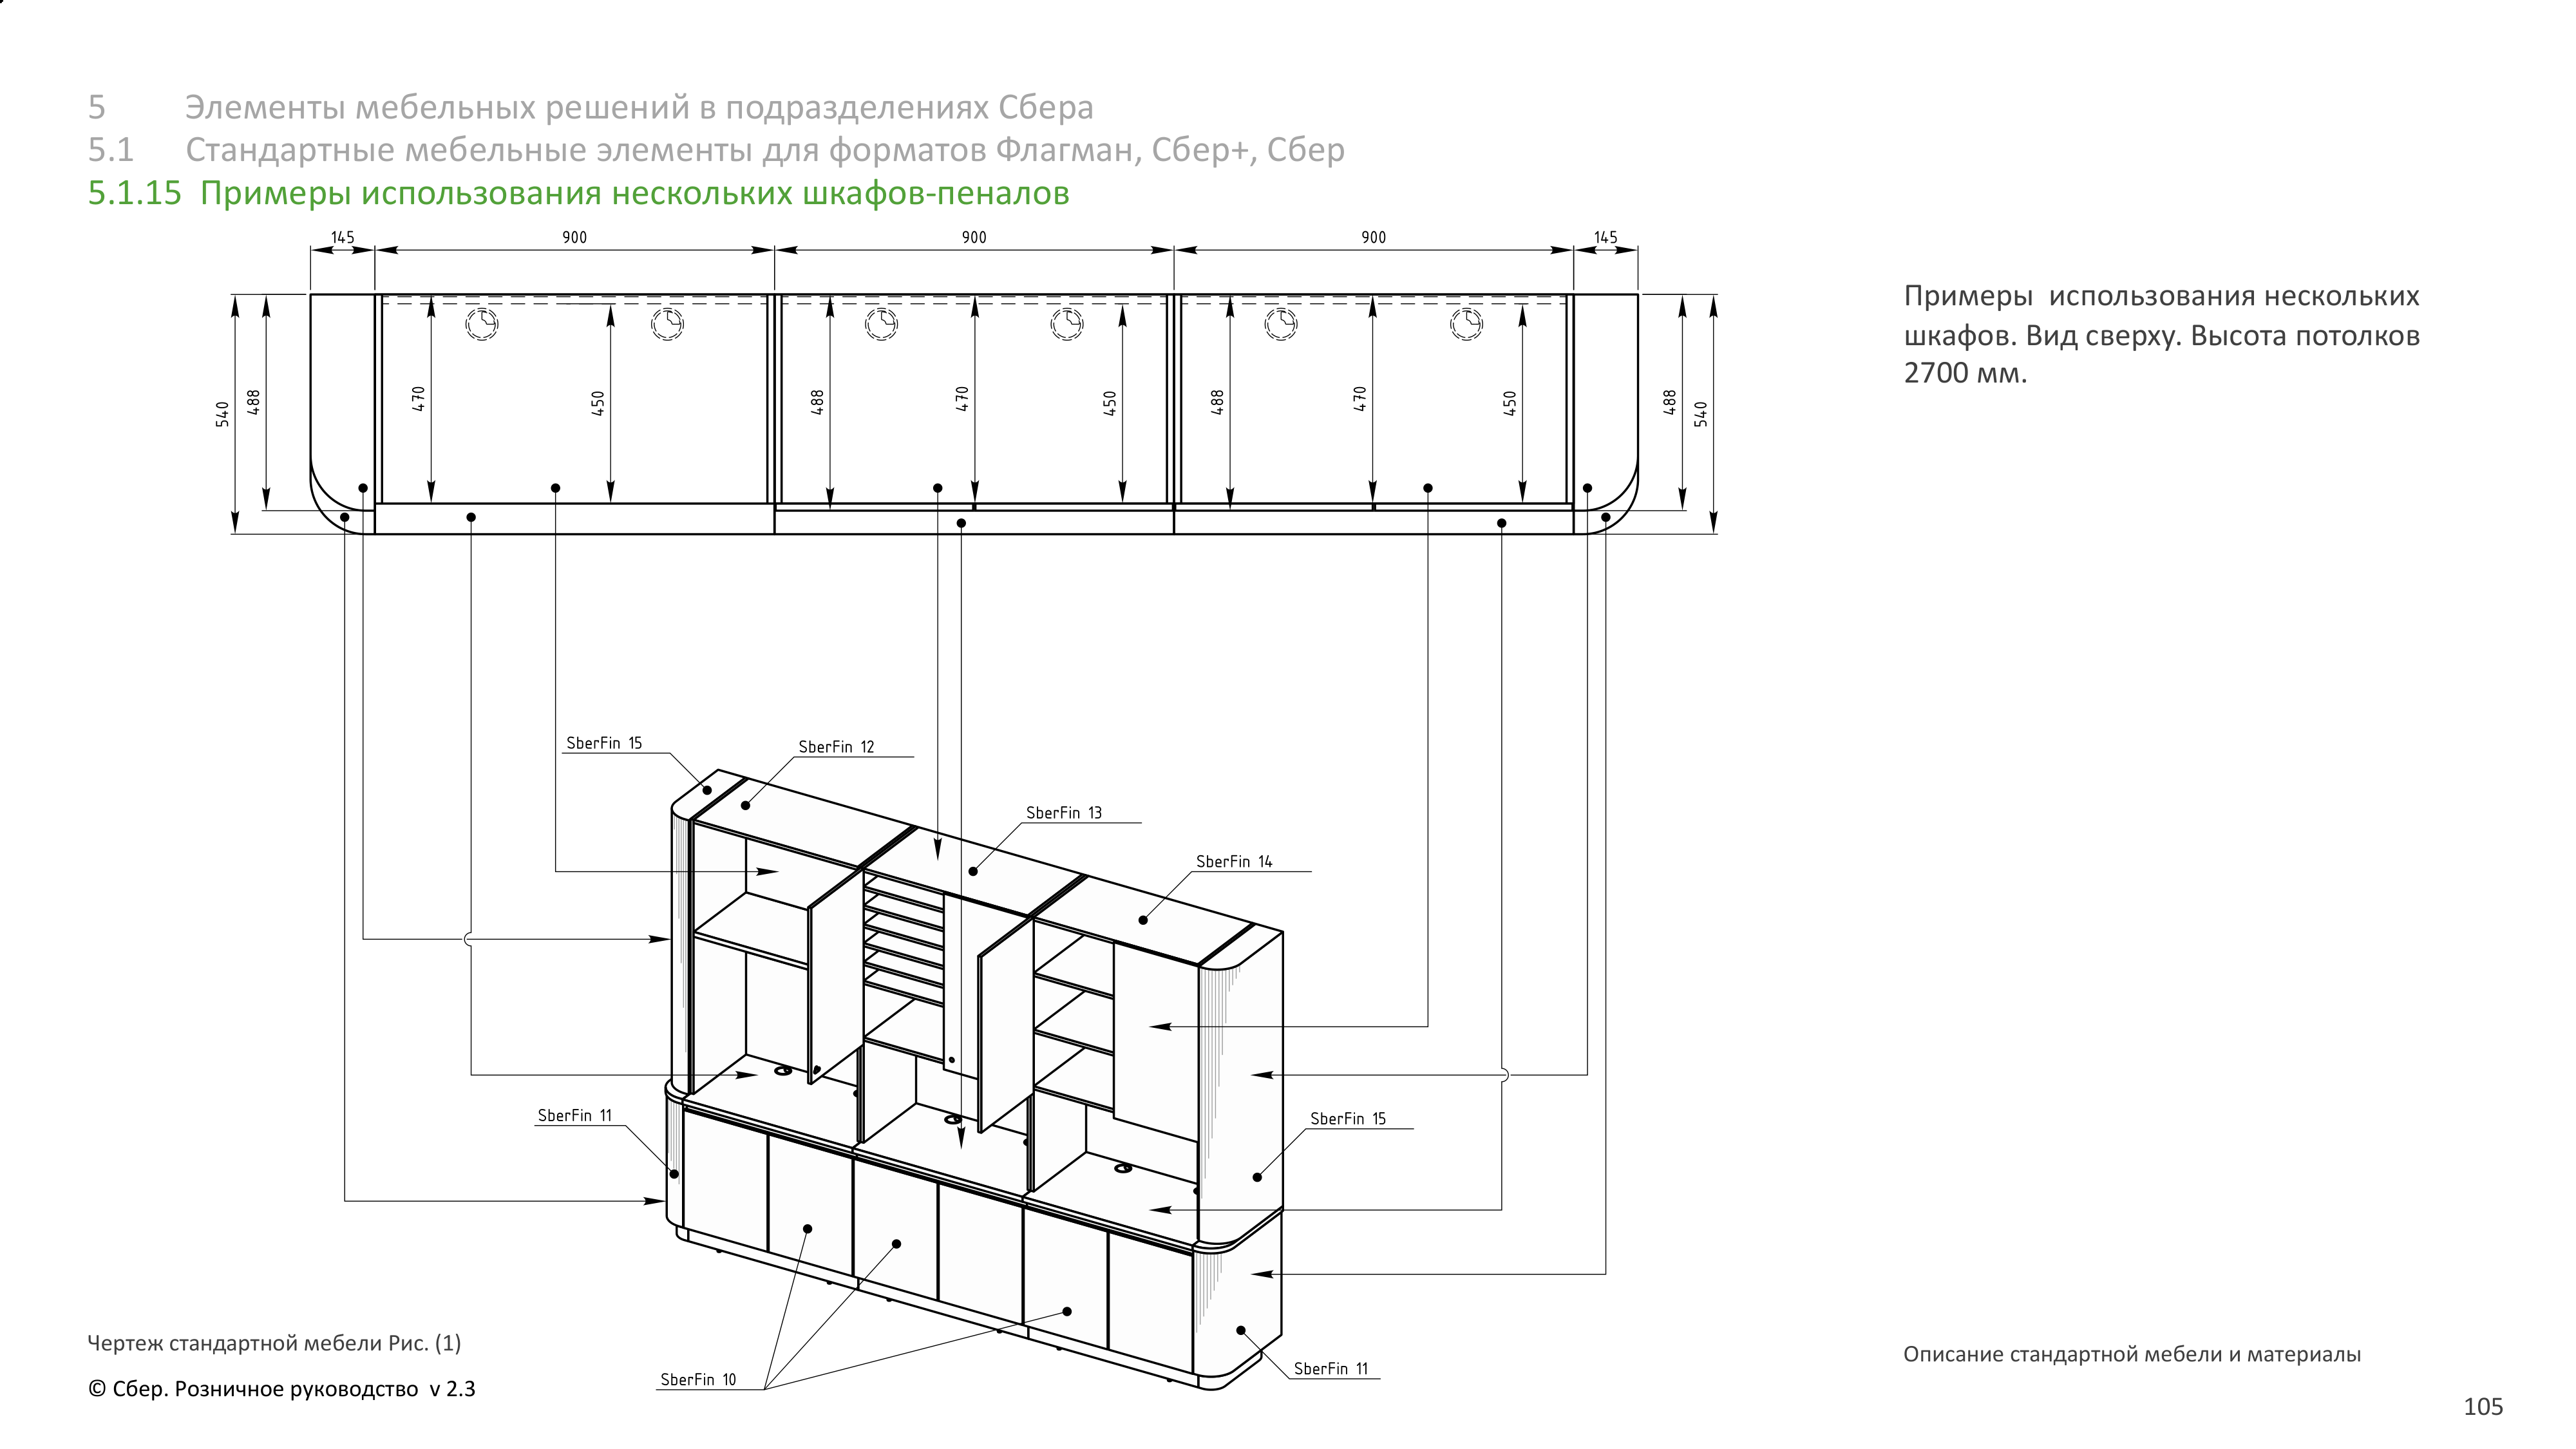 5 Элементы мебельных решений в подразделениях Сбера
5.1 Стандартные мебельные элементы для форматов Флагман, Сбер+, Сбер
5.1.15 Примеры использования нескольких шкафов-пеналов
145 900 900 900 145
540 488 470 450 488 470 450 488 470 450 488 540
Примеры использования нескольких
шкафов. Вид сверху. Высота потолков
2700 мм.
SberFin 15
SberFin 12
SberFin 13
SberFin 14
SberFin 11
SberFin 15
SberFin 10
SberFin 11
Чертеж стандартной мебели Рис. (1)
Описание стандартной мебели и материалы
© Сбер. Розничное руководство v 2.3
105